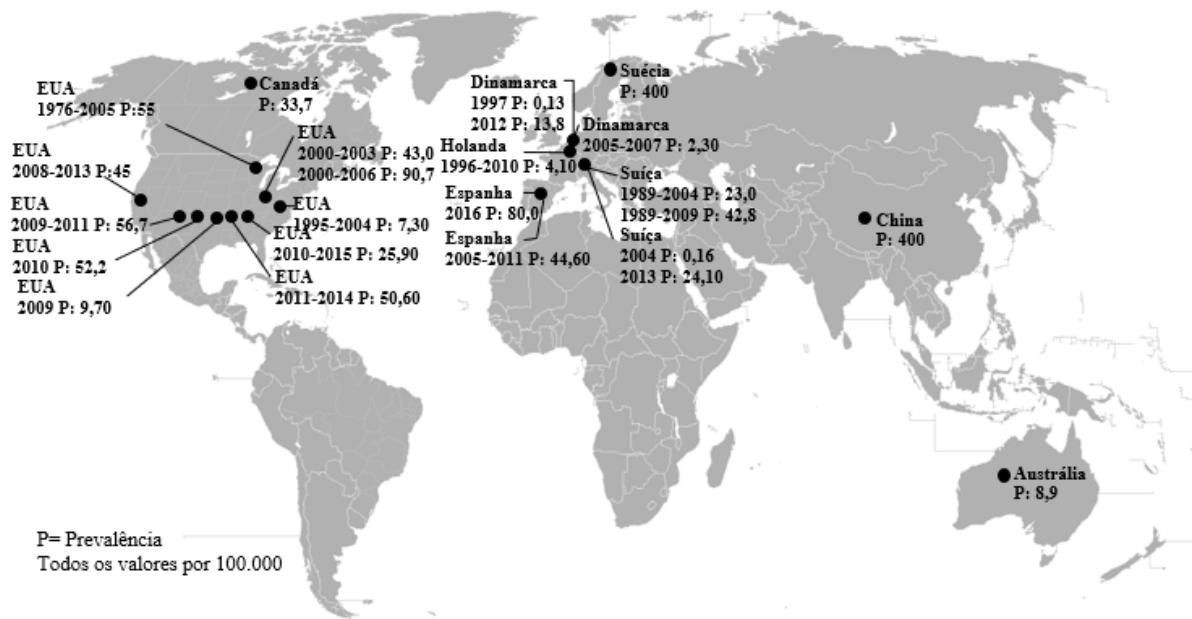 EUA
1976-2005 P:55
Canadá
P: 33,7
EUA
2000-2003 P: 43,0
2000-2006 P: 90,7
EUA
2008-2013 P:45
EUA
2009-2011 P: 56,7
EUA
2010 P: 52,2
EUA
2009 P: 9,70
EUA
1995-2004 P: 7,30
EUA
2010-2015 P: 25,90
EUA
2011-2014 P: 50,60
Dinamarca
1997 P: 0,13
2012 P: 13,8
Suécia
P: 400
Dinamarca
2005-2007 P: 2,30
Holanda
1996-2010 P: 4,10
Suíça
1989-2004 P: 23,0
1989-2009 P: 42,8
Espanha
2016 P: 80,0
Espanha
2005-2011 P: 44,60
Suíça
2004 P: 0,16
2013 P: 24,10
China
P: 400
Austrália
P: 8,9
P= Prevalência
Todos os valores por 100.000